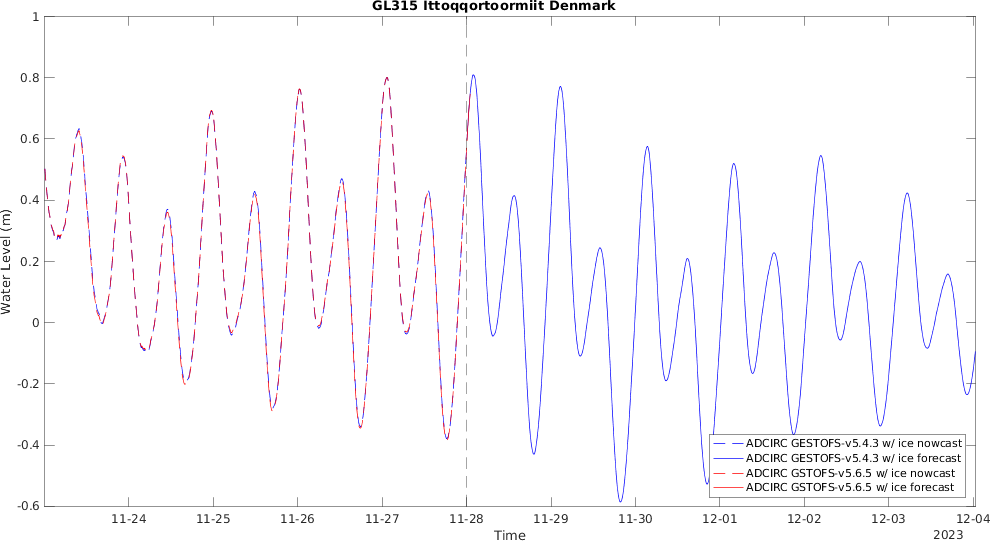 GL315 Ittoqqortoormiit Denmark
1
0.8
0.6
0.4
0.2
0
-0.2
-0.4
-0.6
Water Level (m)
ADCIRC GESTOFS-v5.4.3 w/ ice nowcast
ADCIRC GESTOFS-v5.4.3 w/ ice forecast
ADCIRC GSTOFS-v5.6.5 w/ ice nowcast
ADCIRC GSTOFS-v5.6.5 w/ ice forecast
11-24 11-25 11-26 11-27 11-28 11-29 11-30 12-01 12-02 12-03 12-04
Time
2023